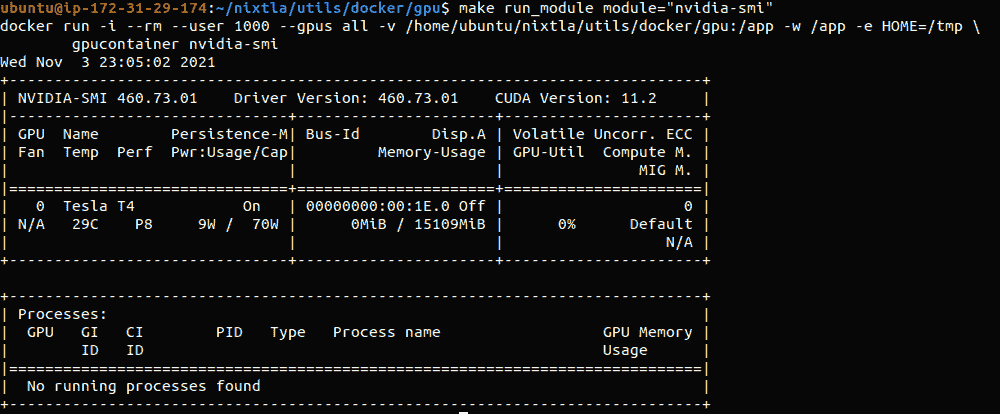 ubuntu@ip-172-31-29-174:~/nixtla/utils/docker/gpu$ make run_module module="nvidia-smi"
docker run -i --rm --user 1000 --gpus all -v /home/ubuntu/nixtla/utils/docker/gpu:/app -w /app -e HOME=/tmp \
        gpucontainer nvidia-smi
Wed Nov  3 23:05:02 2021
+-----------------------------------------------------------------------------+
| NVIDIA-SMI 460.73.01    Driver Version: 460.73.01    CUDA Version: 11.2     |
|-------------------------------+----------------------+----------------------+
| GPU  Name        Persistence-M| Bus-Id        Disp.A | Volatile Uncorr. ECC |
| Fan  Temp  Perf  Pwr:Usage/Cap|         Memory-Usage | GPU-Util  Compute M. |
|                               |                      |               MIG M. |
|===============================+======================+======================|
|   0  Tesla T4            On   | 00000000:00:1E.0 Off |                    0 |
| N/A   29C    P8     9W /  70W |      0MiB / 15109MiB |      0%      Default |
|                               |                      |                  N/A |
+-------------------------------+----------------------+----------------------+

+-----------------------------------------------------------------------------+
| Processes:                                                                  |
|  GPU   GI   CI        PID   Type   Process name                  GPU Memory |
|        ID   ID                                                   Usage      |
|=============================================================================|
|  No running processes found                                                 |
+-----------------------------------------------------------------------------+